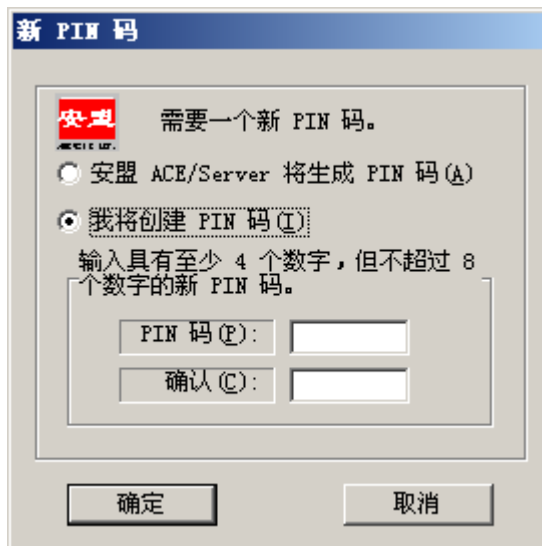 新 PIN 码
安盟
需要一个新 PIN 码。
安盟 ACE/Server 将生成 PIN 码(A)
我将创建 PIN 码(I)
输入具有至少 4 个数字,但不超过 8
个数字的新 PIN 码。
PIN 码(P):
确认(C):
确定
取消